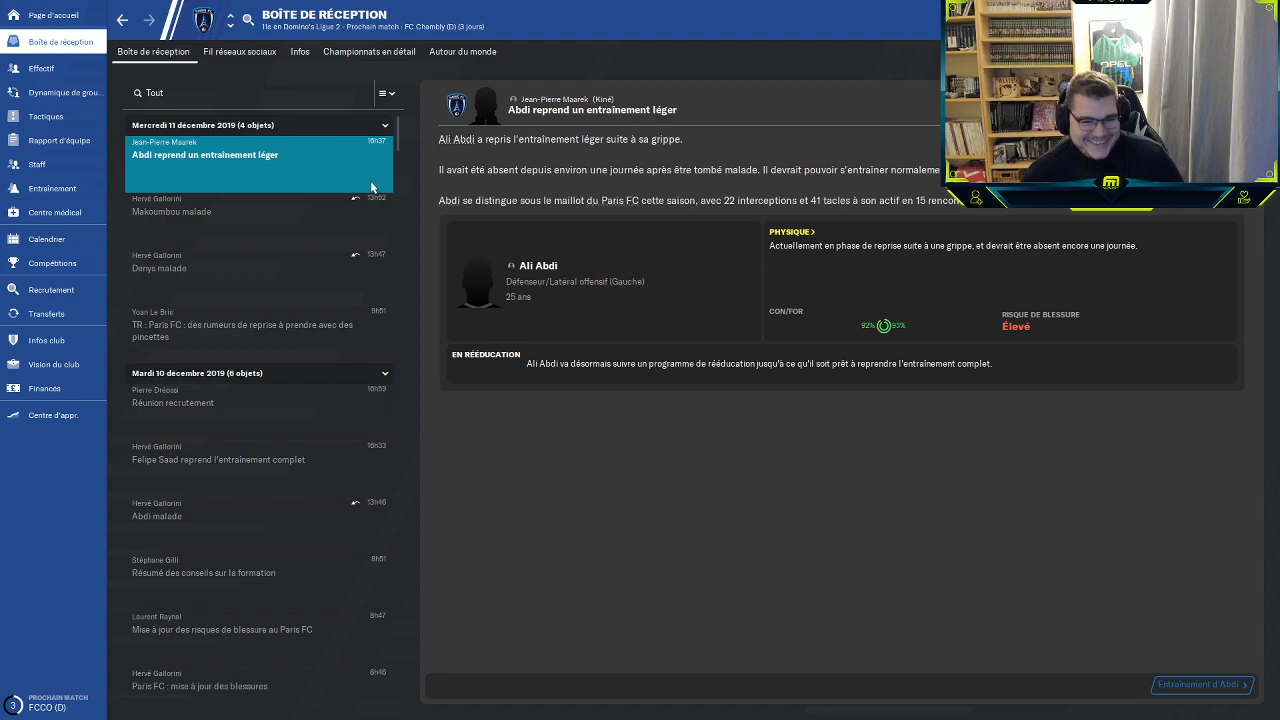 Page d'accueil
Boîte de réception
Effectif
Dynamique de grou...
Tactiques
Rapport d'équipe
Staff
Entraînement
Centre médical
Calendrier
Compétitions
Recrutement
Transferts
Infos club
Vision du club
Finances
Centre d'appr.
3
PROCHAIN MATCH
FCCO (D)
BOÎTE DE RÉCEPTION
11e en Domino's Ligue 2 - Prochain match : FC Chambly (D) (3 jours)
Boîte de réception Fil réseaux sociaux Infos Championnats en détail Autour du monde
Tout
Mercredi 11 décembre 2019 (4 objets)
Jean-Pierre Maarek 16h37
Abdi reprend un entraînement léger
Hervé Gallorini 13h52
Makoumbou malade
Hervé Gallorini 13h47
Denys malade
Yoan Le Bris 9h51
TR : Paris FC : des rumeurs de reprise à prendre avec des
pincettes
Mardi 10 décembre 2019 (6 objets)
Pierre Dréossi 16h59
Réunion recrutement
Hervé Gallorini 16h33
Felipe Saad reprend l'entraînement complet
Hervé Gallorini 13h46
Abdi malade
Stéphane Gilli 8h51
Résumé des conseils sur la formation
Laurent Raynal 8h47
Mise à jour des risques de blessure au Paris FC
Hervé Gallorini 8h46
Paris FC : mise à jour des blessures
Jean-Pierre Maarek (Kiné)
Abdi reprend un entraînement léger
Ali Abdi a repris l'entraînement léger suite à sa grippe.
Il avait été absent depuis environ une journée après être tombé malade. Il devrait pouvoir s'entraîner normaleme
Abdi se distingue sous le maillot du Paris FC cette saison, avec 22 interceptions et 41 tacles à son actif en 15 rencon
Ali Abdi
Défenseur/Latéral offensif (Gauche)
25 ans
PHYSIQUE >
Actuellement en phase de reprise suite à une grippe, et devrait être absent encore une journée.
CON/FOR
92% 93%
RISQUE DE BLESSURE
Élevé
EN RÉÉDUCATION
Ali Abdi va désormais suivre un programme de rééducation jusqu'à ce qu'il soit prêt à reprendre l'entraînement complet.
Entraînement d'Abdi >
OPEL